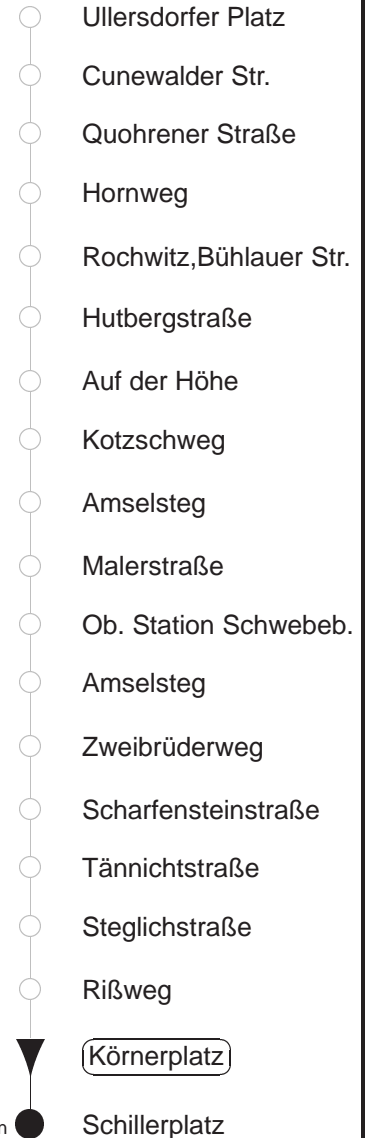 Ullersdorfer Platz
Cunewalder Str.
Quohrener Straße
Hornweg
Rochwitz,Bühlauer Str.
Hutbergstraße
Auf der Höhe
Kotzschweg
Amselsteg
Malerstraße
Ob. Station Schwebeb.
Amselsteg
Zweibrüderweg
Scharfensteinstraße
Tännichtstraße
Steglichstraße
Rißweg
Körnerplatz
Schillerplatz